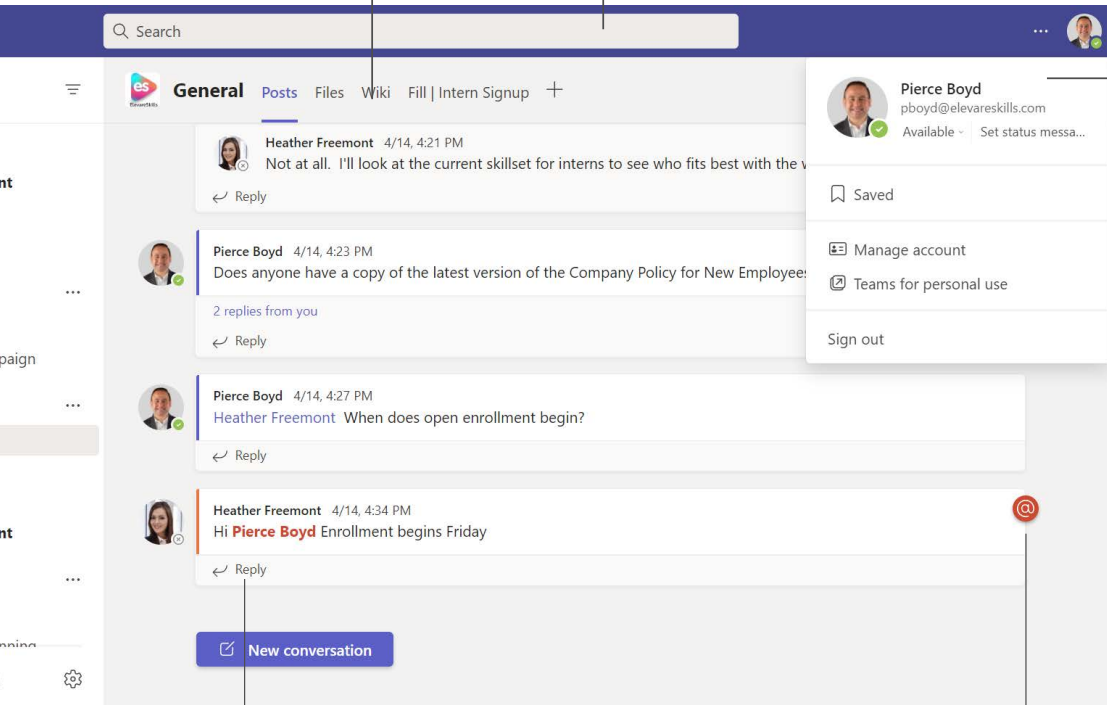 Search
es
ElevareSkills
General Posts Files Wiki Fill | Intern Signup
Pierce Boyd
pboyd@elevareskills.com
Available Set status messa...
Saved
Manage account
Teams for personal use
Sign out
Heather Freemont 4/14, 4:21 PM
Not at all. I'll look at the current skillset for interns to see who fits best with the
Reply
Pierce Boyd 4/14, 4:23 PM
Does anyone have a copy of the latest version of the Company Policy for New Employees
2 replies from you
Reply
Pierce Boyd 4/14, 4:27 PM
Heather Freemont When does open enrollment begin?
Reply
Heather Freemont 4/14, 4:34 PM
@
Hi Pierce Boyd Enrollment begins Friday
Reply
New conversation
nt
paign
nt